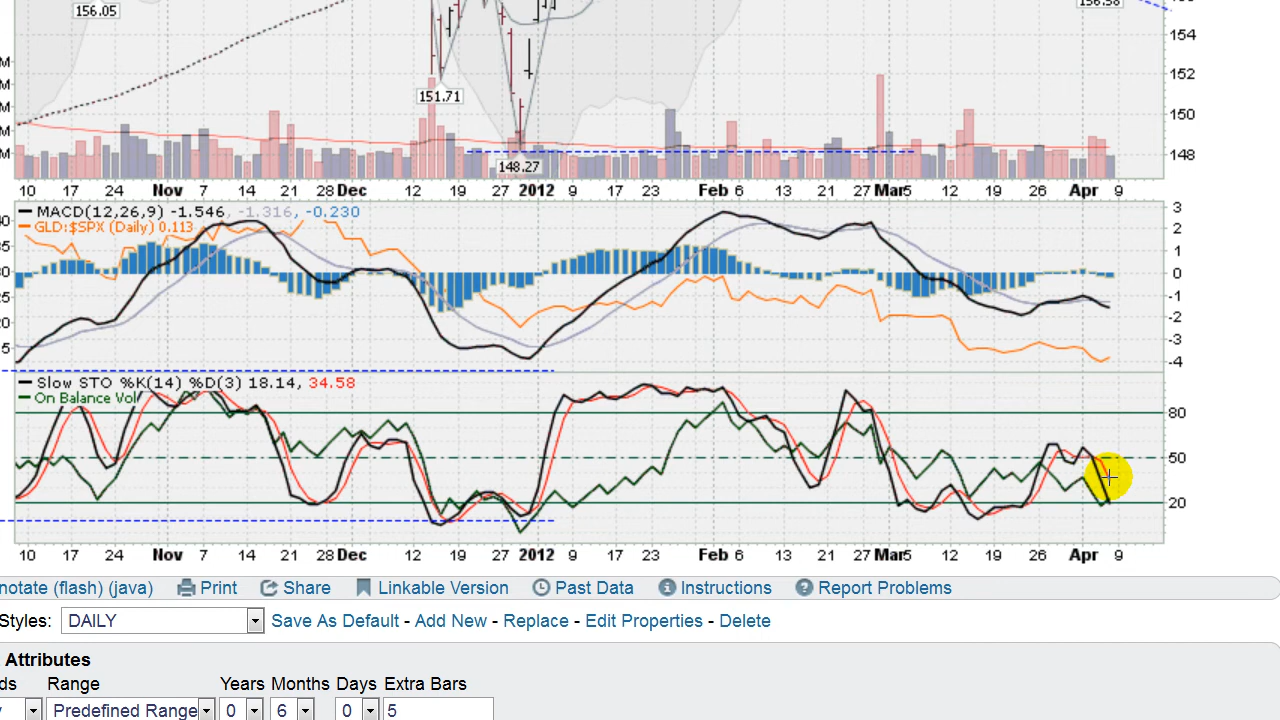 156.05
156.58
154
152
151.71
150
148
148.27
10 17 24 Nov 7 14 21 28 Dec 12 19 27 2012 9 17 23 Feb 6 13 21 27 Mar 5 12 19 26 Apr 9
MACD(12,26,9) -1.546, -1.316, -0.230
GLD:$SPX (Daily) 0.113
3
2
1
0
-1
-2
-3
-4
Slow STO %K(14) %D(3) 18.14, 34.58
On Balance Vol
80
50
20
10 17 24 Nov 7 14 21 28 Dec 12 19 27 2012 9 17 23 Feb 6 13 21 27 Mar 5 12 19 26 Apr 9
notate (flash) (java) Print Share Linkable Version Past Data Instructions Report Problems
Styles: DAILY Save As Default - Add New - Replace - Edit Properties - Delete
Attributes
ds Range Years Months Days Extra Bars
Predefined Range 0 6 0 5